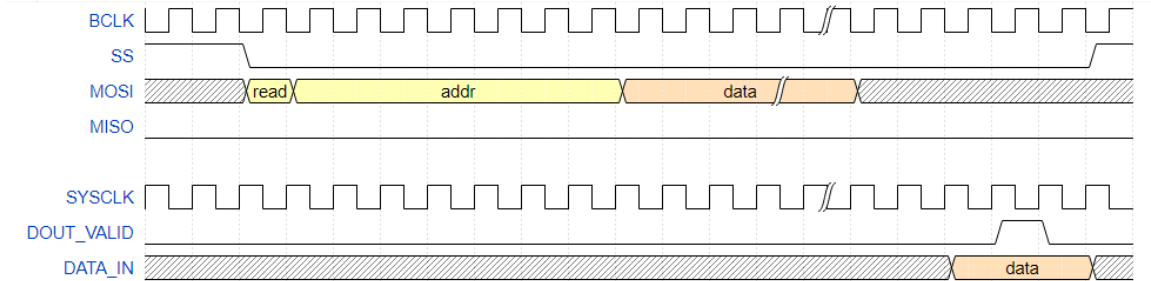 BCLK
SS
MOSI read addr data
MISO
SYSCLK
DOUT_VALID
DATA_IN data